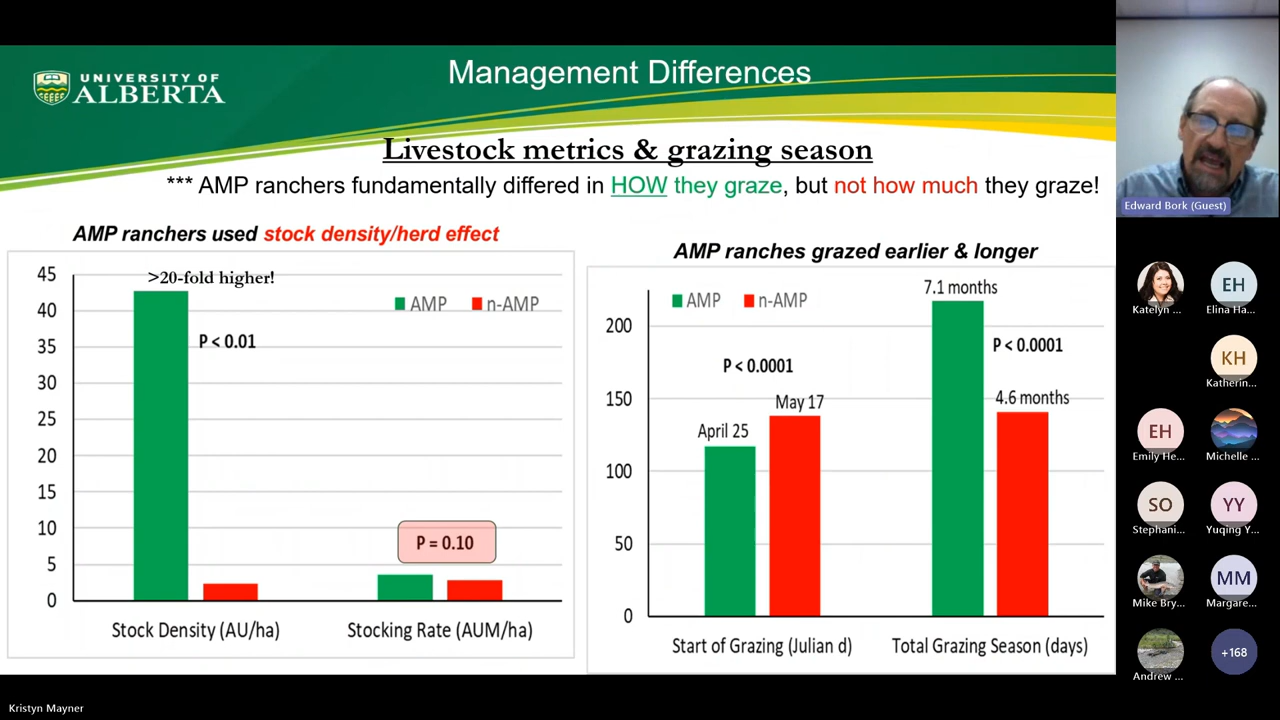 UNIVERSITY OF
ALBERTA
Management Differences
Livestock metrics & grazing season
*** AMP ranchers fundamentally differed in HOW they graze, but not how much they graze!
AMP ranchers used stock density/herd effect
>20-fold higher!
AMP
n-AMP
P < 0.01
P = 0.10
45
40
35
30
25
20
15
10
5
0
Stock Density (AU/ha)
Stocking Rate (AUM/ha)
AMP ranches grazed earlier & longer
7.1 months
AMP
n-AMP
P < 0.0001
P < 0.0001
April 25
May 17
4.6 months
200
150
100
50
0
Start of Grazing (Julian d)
Total Grazing Season (days)
Edward Bork (Guest)
Katelyn ...
EH
Elina Ha...
KH
Katherin...
EH
Emily He...
Michelle ...
SO
Stephani...
YY
Yuqing Y...
Mike Bry...
MM
Margare...
Andrew ...
+168
Kristyn Mayner